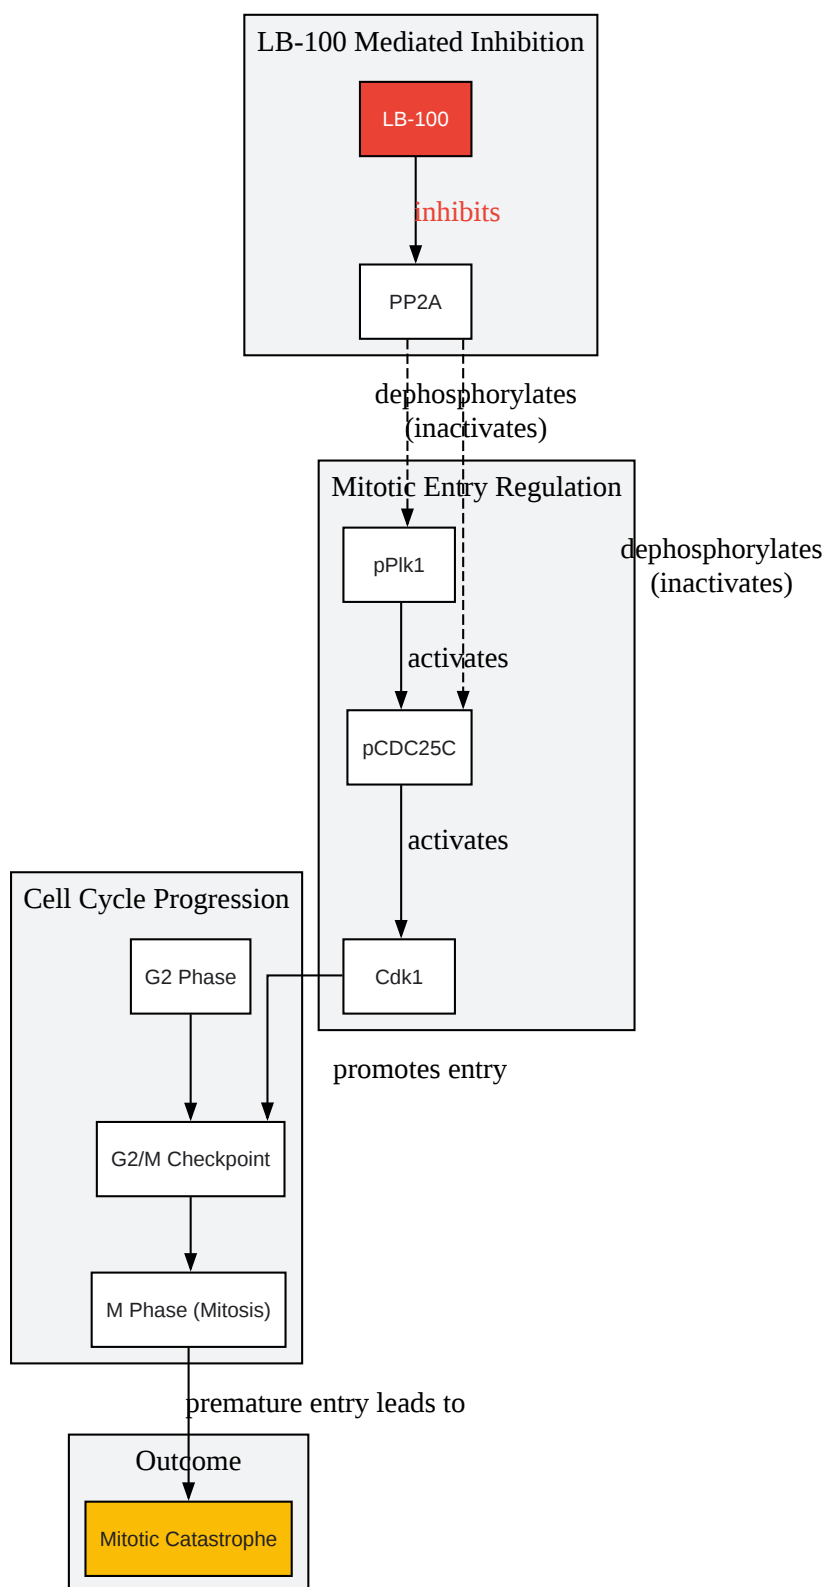 LB-100 Mediated Inhibition
LB-100
inhibits
PP2A
dephosphorylates
(inactivates)
Mitotic Entry Regulation
dephosphorylates
(inactivates)
pPlk1
activates
pCDC25C
activates
Cell Cycle Progression
G2 Phase
Cdk1
promotes entry
G2/M Checkpoint
M Phase (Mitosis)
premature entry leads to
Outcome
Mitotic Catastrophe